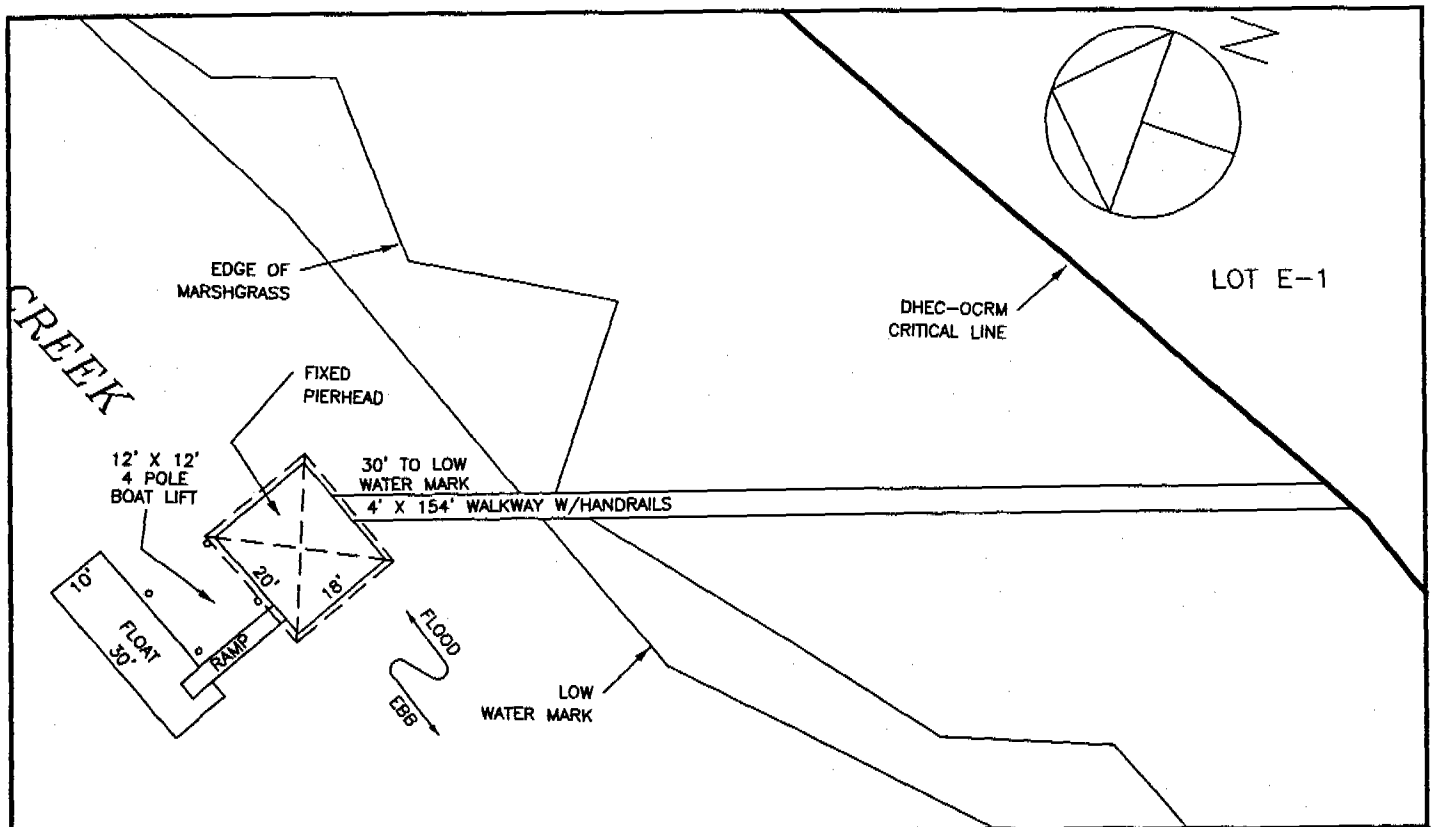 N
LOT E-1
EDGE OF
MARSHGRASS
DHEC-OCRM
CRITICAL LINE
CREEK
FIXED
PIERHEAD
12' X 12'
4 POLE
BOAT LIFT
30' TO LOW
WATER MARK
4' X 154' WALKWAY W/HANDRAILS
20'
18'
10'
FLOAT
30'
RAMP
FLOOD
EBB
LOW
WATER MARK